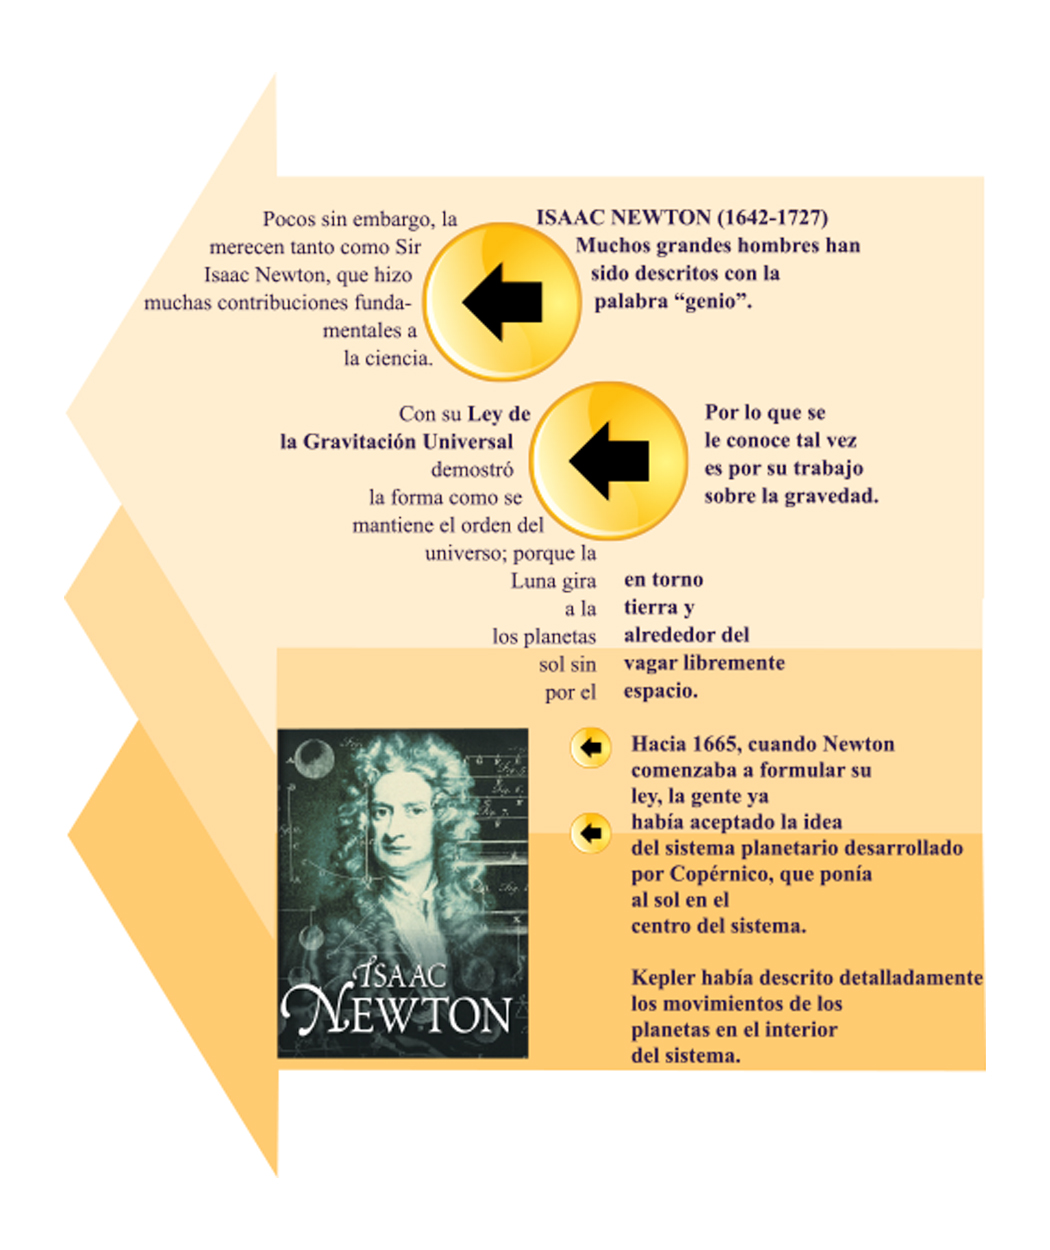 ISAAC NEWTON (1642-1727)
Muchos grandes hombres han
sido descritos con la
palabra “genio”.
Pocos sin embargo, la
merecen tanto como Sir
Isaac Newton, que hizo
muchas contribuciones funda-
mentales a
la ciencia.
Por lo que se
le conoce tal vez
es por su trabajo
sobre la gravedad.
Con su Ley de
la Gravitación Universal
demostró
la forma como se
mantiene el orden del
universo; porque la
Luna gira en torno
a la tierra y
los planetas alrededor del
sol sin vagar libremente
por el espacio.
Hacia 1665, cuando Newton
comenzaba a formular su
ley, la gente ya
había aceptado la idea
del sistema planetario desarrollado
por Copérnico, que ponía
al sol en el
centro del sistema.
Kepler había descrito detalladamente
los movimientos de los
planetas en el interior
del sistema.
ISAAC
NEWTON